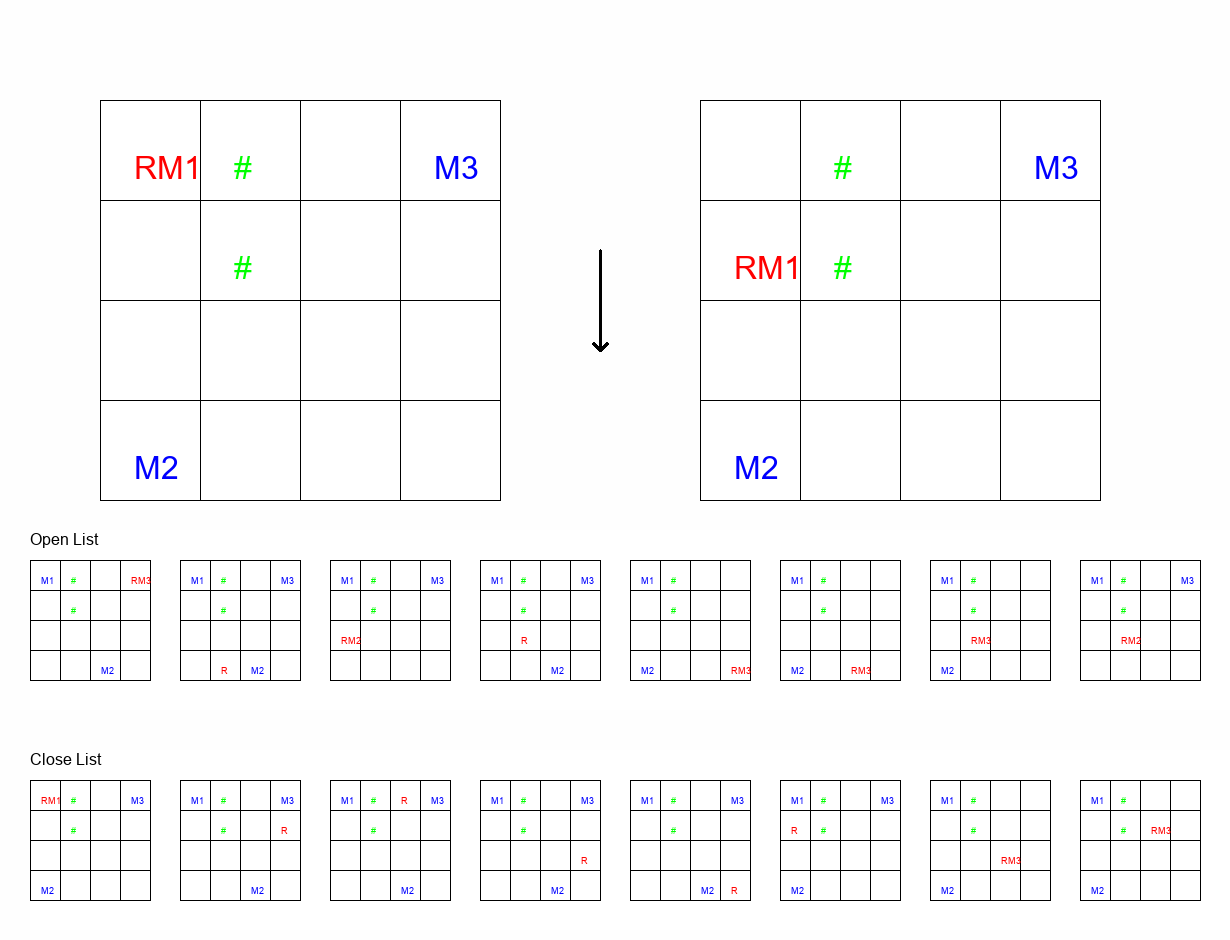 RM1 # M3 # M3
# RM1 #
M2 M2
Open List
M1 # RM3 M1 # M3 M1 # M3 M1 # M3 M1 # M1 # M1 # M1 # M3
# # # # # # # #
RM2 R RM3 RM2
M2 R M2 M2 M2 RM3 M2 RM3 M2
Close List
RM1 # M3 M1 # M3 M1 # R M3 M1 # M3 M1 # M3 M1 # M3 M1 # M1 #
# # R # # # R # # # RM3
R RM3
M2 M2 M2 M2 M2 R M2 M2 M2